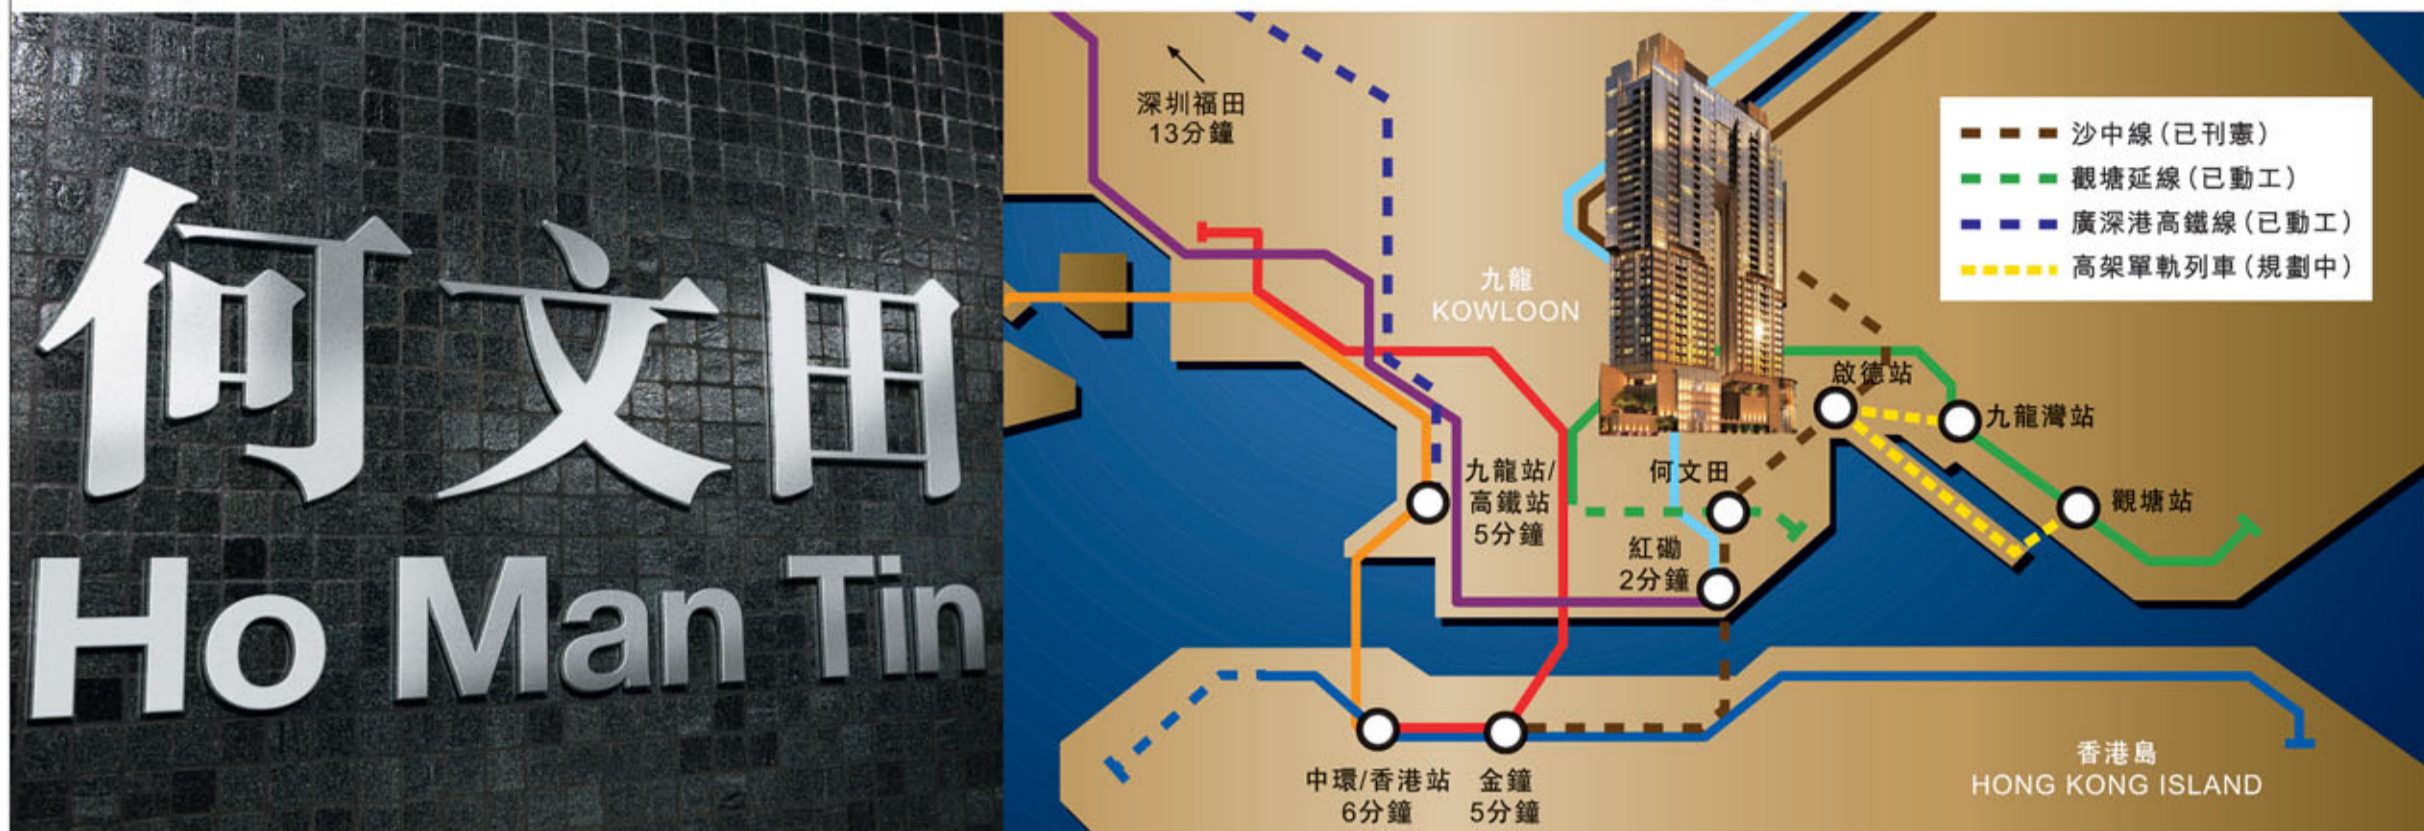 何文田
Ho Man Tin
深圳福田
13分鐘
九龍
KOWLOON
沙中線(已刊憲)
觀塘延線(已動工)
廣深港高鐵線(已動工)
高架單軌列車(規劃中)
啟德站
九龍灣站
九龍站/
高鐵站
5分鐘
何文田
觀塘站
紅磡
2分鐘
中環/香港站
6分鐘
金鐘
5分鐘
香港島
HONG KONG ISLAND